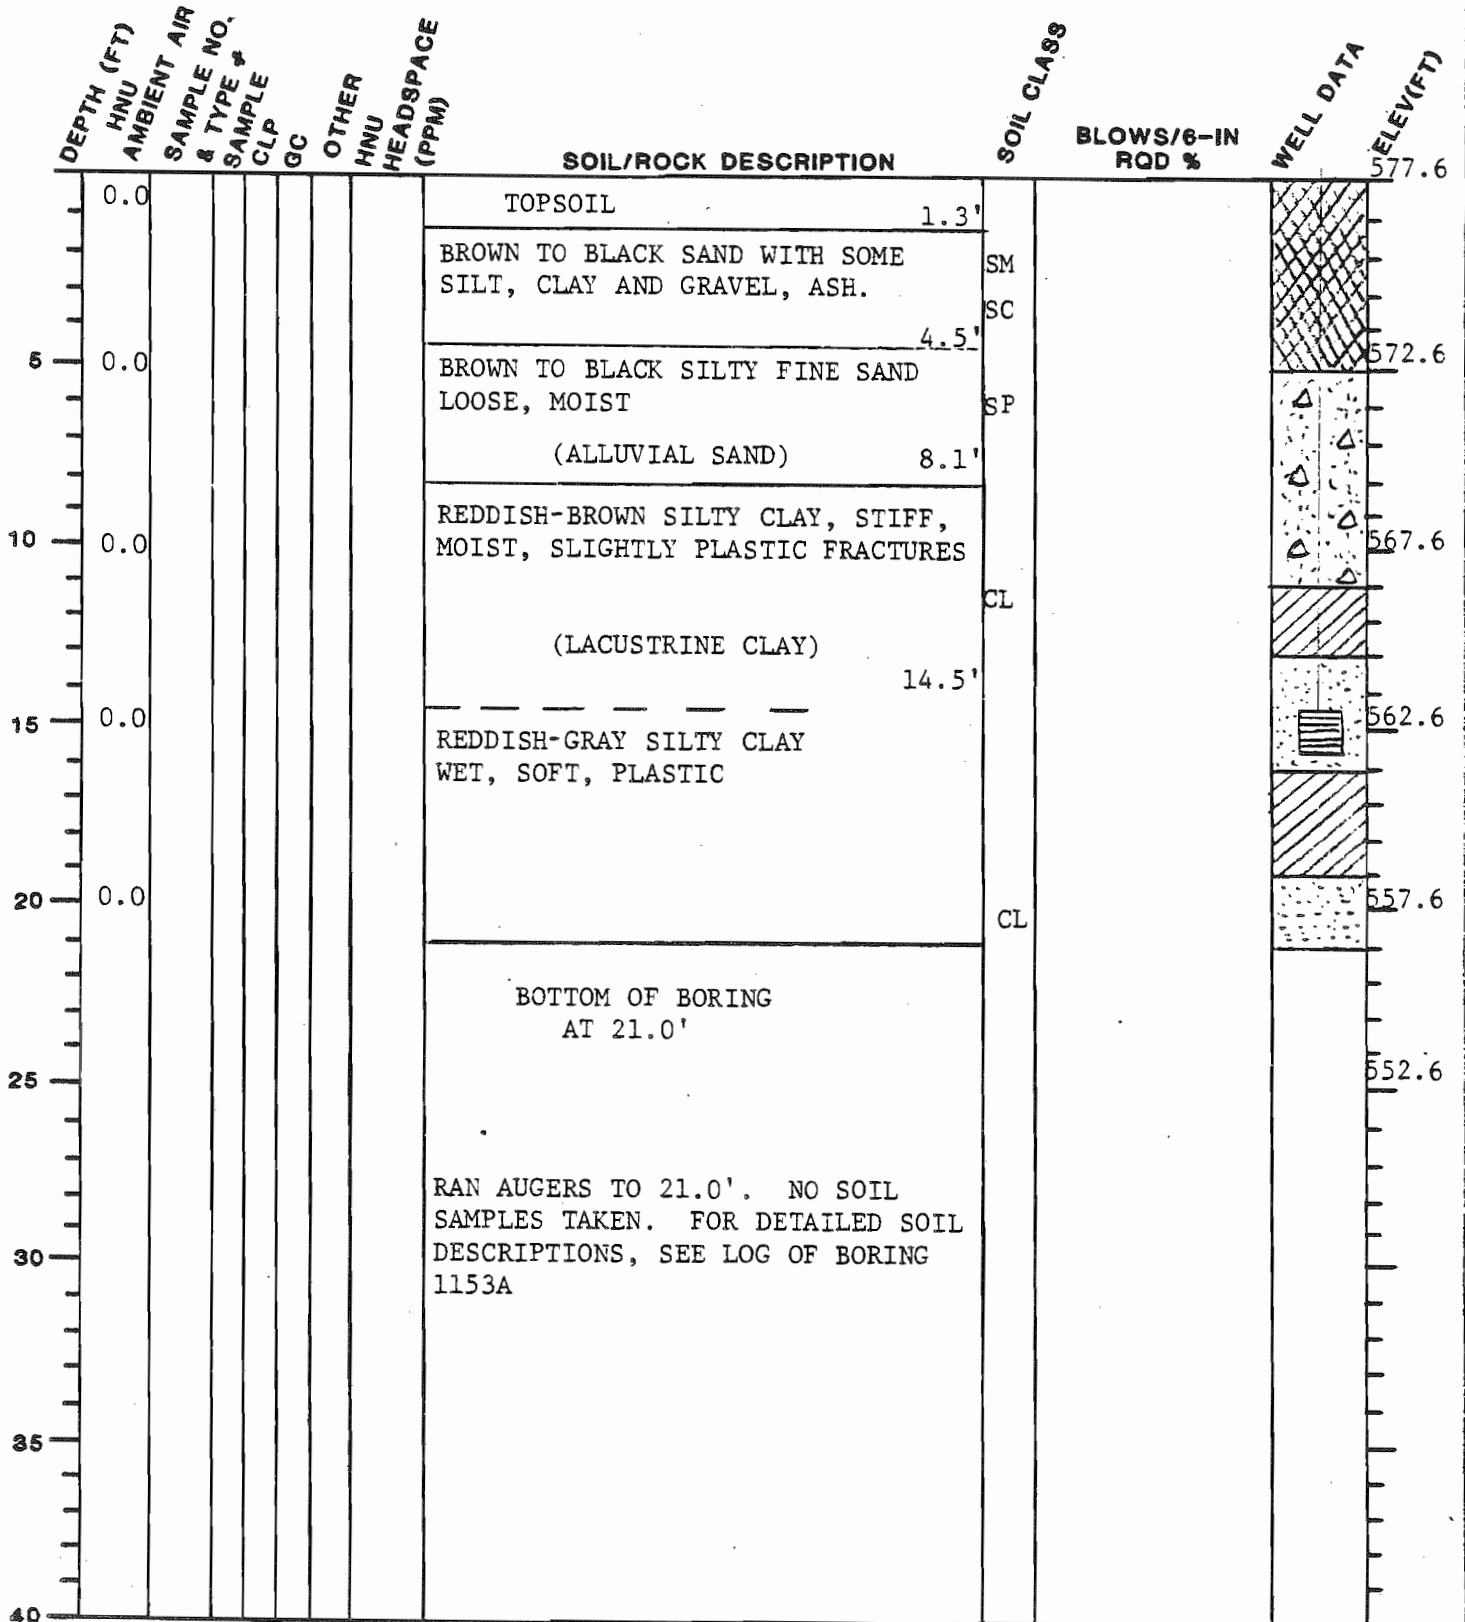 DEPTH (FT)
HNU
AMBIENT AIR
SAMPLE NO.
& TYPE &
SAMPLE
CLP
GC
OTHER
HNU
HEADSPACE
(PPM)
SOIL/ROCK DESCRIPTION
SOIL CLASS
BLOWS/6-IN
RQD %
WELL DATA
ELEV(FT)
577.6
0.0
TOPSOIL 1.3'
BROWN TO BLACK SAND WITH SOME
SILT, CLAY AND GRAVEL, ASH.
SM
SC
4.5'
5 0.0
572.6
BROWN TO BLACK SILTY FINE SAND
LOOSE, MOIST
SP
(ALLUVIAL SAND) 8.1'
REDDISH-BROWN SILTY CLAY, STIFF,
10 0.0 MOIST, SLIGHTLY PLASTIC FRACTURES 567.6
CL
(LACUSTRINE CLAY)
14.5'
15 0.0 562.6
REDDISH-GRAY SILTY CLAY
WET, SOFT, PLASTIC
20 0.0 557.6
CL
BOTTOM OF BORING
AT 21.0'
25 552.6
RAN AUGERS TO 21.0'. NO SOIL
SAMPLES TAKEN. FOR DETAILED SOIL
30 DESCRIPTIONS, SEE LOG OF BORING
1153A
35
40